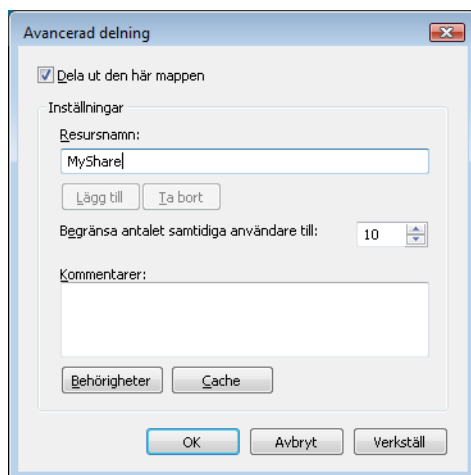 Avancerad delning
Dela ut den här mappen
Inställningar
Resursnamn:
MyShare
Lägg till Ta bort
Begränsa antalet samtidiga användare till: 10
Kommentarer:
Behörigheter Cache
OK Avbryt Verkställ